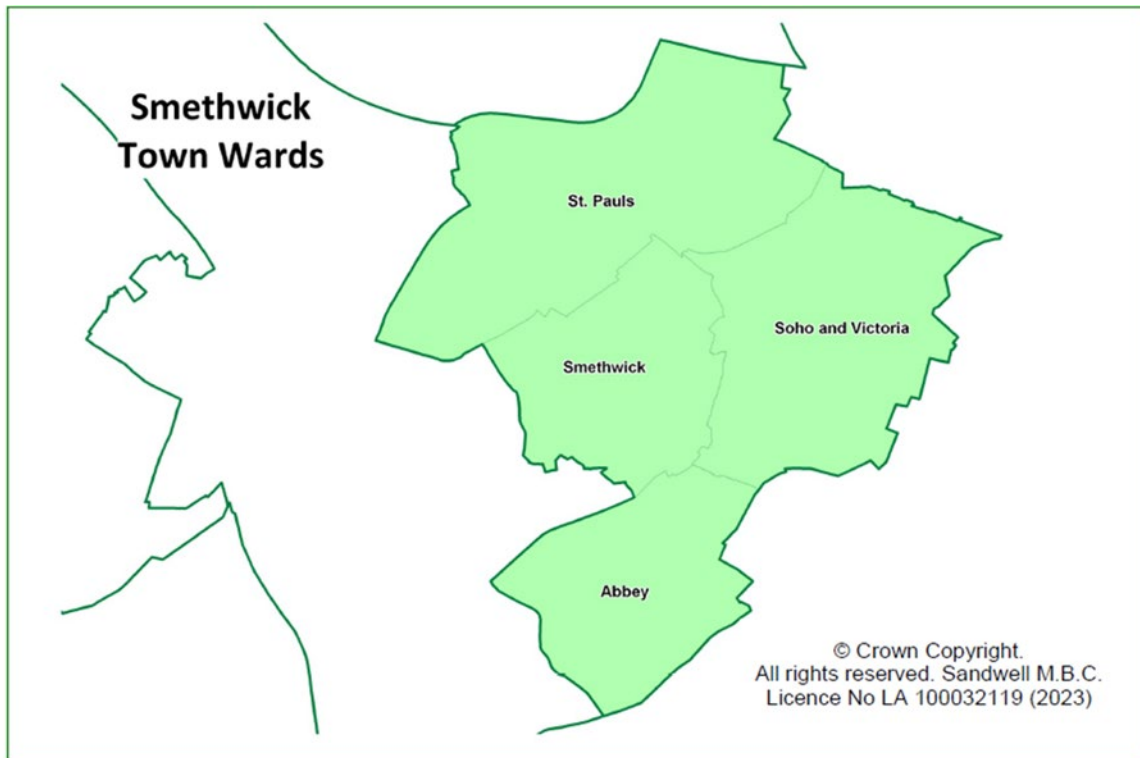 Smethwick
Town Wards
St. Pauls
Soho and Victoria
Smethwick
Abbey
© Crown Copyright.
All rights reserved. Sandwell M.B.C.
Licence No LA 100032119 (2023)